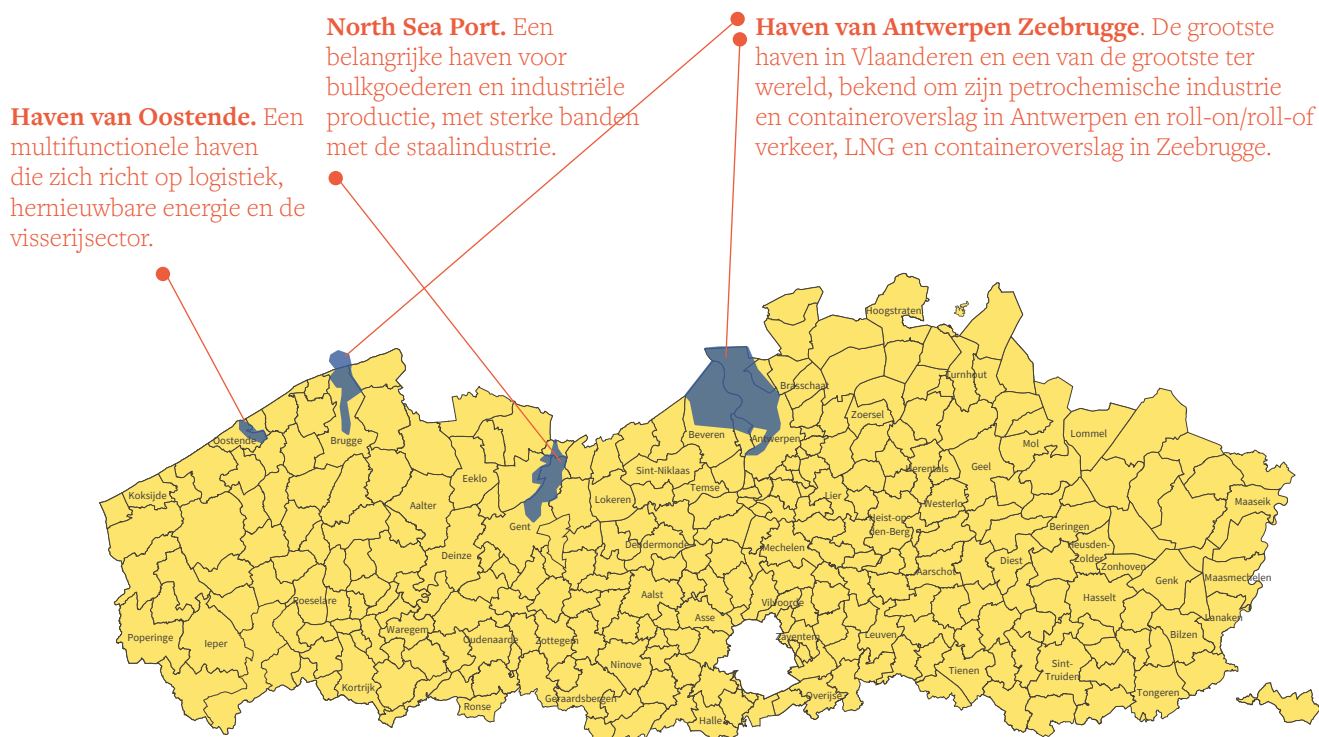 North Sea Port. Een
belangrijke haven voor
bulkgoederen en industriële
productie, met sterke banden
met de staalindustrie.
Haven van Antwerpen Zeebrugge. De grootste
haven in Vlaanderen en een van de grootste ter
wereld, bekend om zijn petrochemische industrie
en containeroverslag in Antwerpen en roll-on/roll-of
verkeer, LNG en containeroverslag in Zeebrugge.
Haven van Oostende. Een
multifunctionele haven
die zich richt op logistiek,
hernieuwbare energie en de
visserijsector.
Hoogstraten
Turnhout
Brasschaat
Zoersel
Oostende
Brugge
Beveren
Antwerpen
Mol
Lommel
Eeklo
Sint-Niklaas
Temse
Herentals
Geel
Koksijde
Aalter
Lokeren
Lier
Westerlo
Maaseik
Gent
Heist-op-
den-Berg
Beringen
Deinze
Dendermonde
Mechelen
Heusden-
Zolder
Diest
Zonhoven
Aarschot
Genk
Maasmechelen
Roeselare
Aalst
Vilvoorde
Hasselt
Asse
Lanaken
Poperinge
Ieper
Waregem
Oudenaarde
Zottegem
Zaventem
Leuven
Bilzen
Ninove
Tienen
Sint-
Truiden
Kortrijk
Geraardsbergen
Overijse
Tongeren
Ronse
Halle